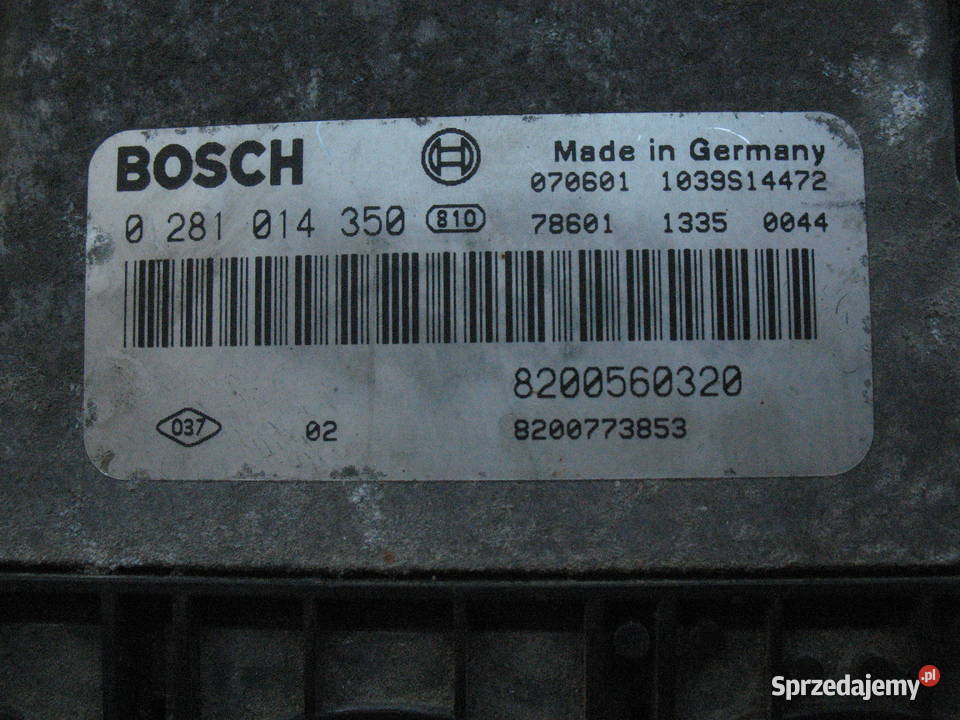 BOSCH
Made in Germany
070601 1039S14472
0 281 014 350 810
78601 1335 0044
8200560320
037 02 8200773853
Sprzedajemy.pl